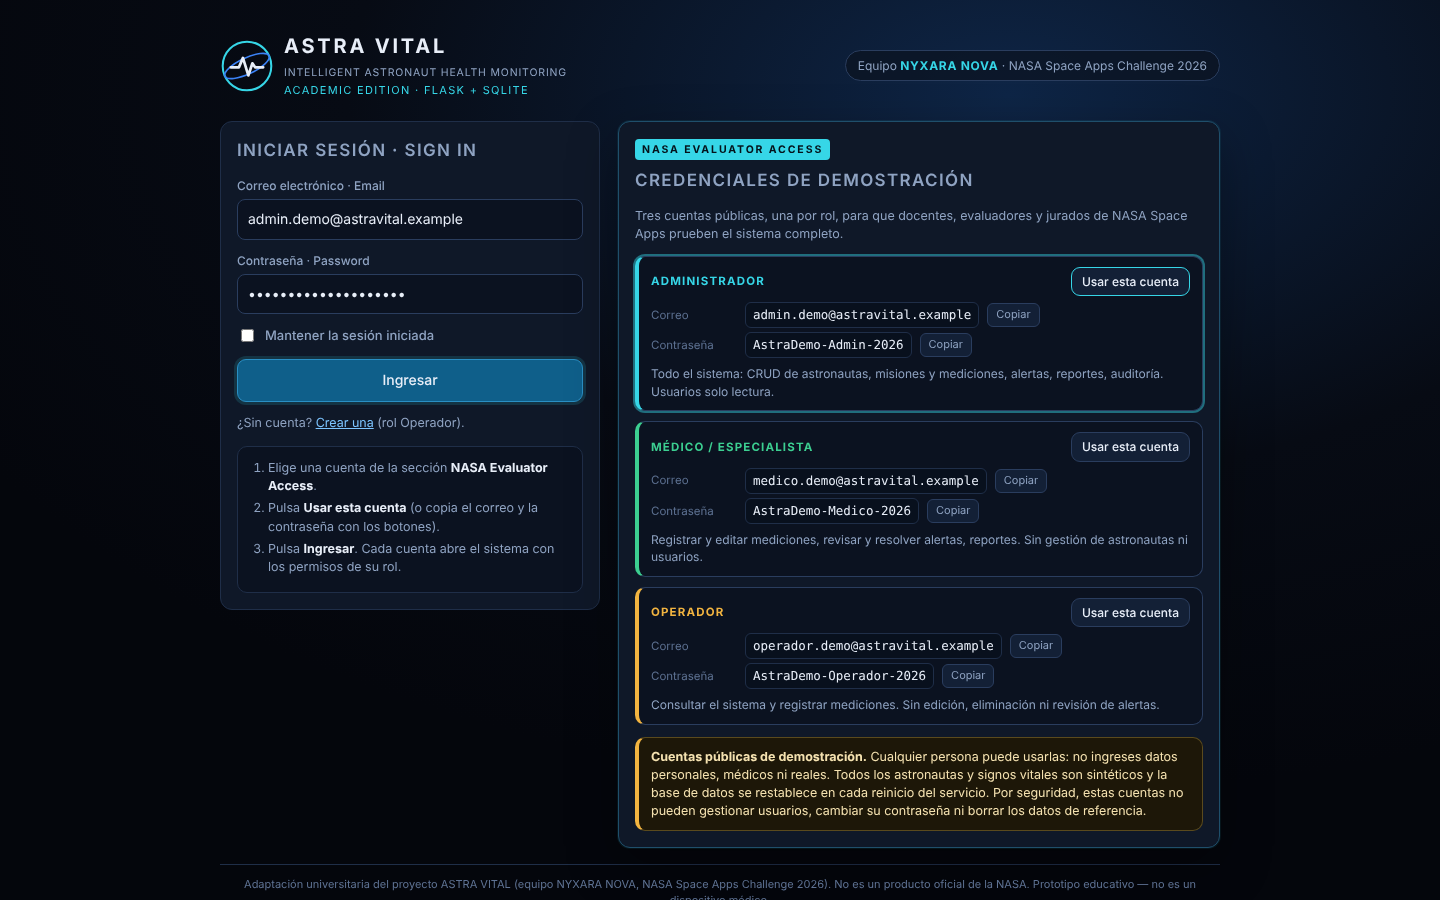 ASTRA VITAL
INTELLIGENT ASTRONAUT HEALTH MONITORING
ACADEMIC EDITION · FLASK + SQLITE
Equipo NYXARA NOVA · NASA Space Apps Challenge 2026
INICIAR SESIÓN · SIGN IN
Correo electrónico · Email
admin.demo@astravital.example
Contraseña · Password
••••••••••••••••••••
Mantener la sesión iniciada
Ingresar
¿Sin cuenta? Crear una (rol Operador).
1. Elige una cuenta de la sección NASA Evaluator
Access.
2. Pulsa Usar esta cuenta (o copia el correo y la
contraseña con los botones).
3. Pulsa Ingresar. Cada cuenta abre el sistema con
los permisos de su rol.
NASA EVALUATOR ACCESS
CREDENCIALES DE DEMOSTRACIÓN
Tres cuentas públicas, una por rol, para que docentes, evaluadores y jurados de NASA Space
Apps prueben el sistema completo.
ADMINISTRADOR
Usar esta cuenta
Correo admin.demo@astravital.example Copiar
Contraseña AstraDemo-Admin-2026 Copiar
Todo el sistema: CRUD de astronautas, misiones y mediciones, alertas, reportes, auditoría.
Usuarios solo lectura.
MÉDICO / ESPECIALISTA
Usar esta cuenta
Correo medico.demo@astravital.example Copiar
Contraseña AstraDemo-Medico-2026 Copiar
Registrar y editar mediciones, revisar y resolver alertas, reportes. Sin gestión de astronautas ni
usuarios.
OPERADOR
Usar esta cuenta
Correo operador.demo@astravital.example Copiar
Contraseña AstraDemo-Operador-2026 Copiar
Consultar el sistema y registrar mediciones. Sin edición, eliminación ni revisión de alertas.
Cuentas públicas de demostración. Cualquier persona puede usarlas: no ingreses datos
personales, médicos ni reales. Todos los astronautas y signos vitales son sintéticos y la
base de datos se restablece en cada reinicio del servicio. Por seguridad, estas cuentas no
pueden gestionar usuarios, cambiar su contraseña ni borrar los datos de referencia.
Adaptación universitaria del proyecto ASTRA VITAL (equipo NYXARA NOVA, NASA Space Apps Challenge 2026). No es un producto oficial de la NASA. Prototipo educativo — no es un
dispositivo médico.